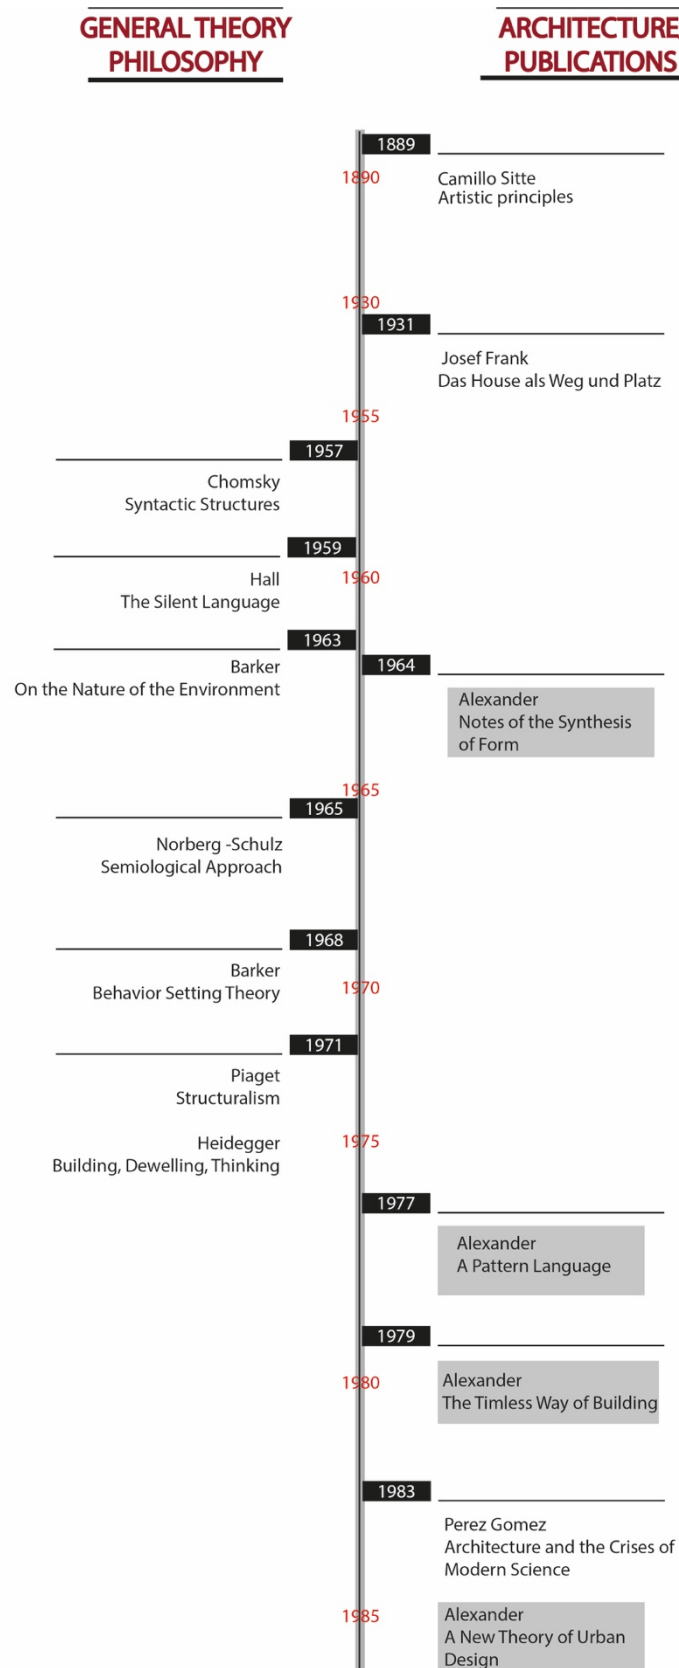 GENERAL THEORY
PHILOSOPHY
ARCHITECTURE
PUBLICATIONS
1889
1890
Camillo Sitte
Artistic principles
1930
1931
Josef Frank
Das House als Weg und Platz
1955
1957
Chomsky
Syntactic Structures
1959
1960
Hall
The Silent Language
1963
Barker
On the Nature of the Environment
1964
Alexander
Notes of the Synthesis
of Form
1965
1965
Norberg -Schulz
Semiological Approach
1968
Barker
Behavior Setting Theory
1970
1971
Piaget
Structuralism
1975
Heidegger
Building, Dewelling, Thinking
1977
Alexander
A Pattern Language
1979
1980
Alexander
The Timless Way of Building
1983
Perez Gomez
Architecture and the Crises of
Modern Science
1985
Alexander
A New Theory of Urban
Design